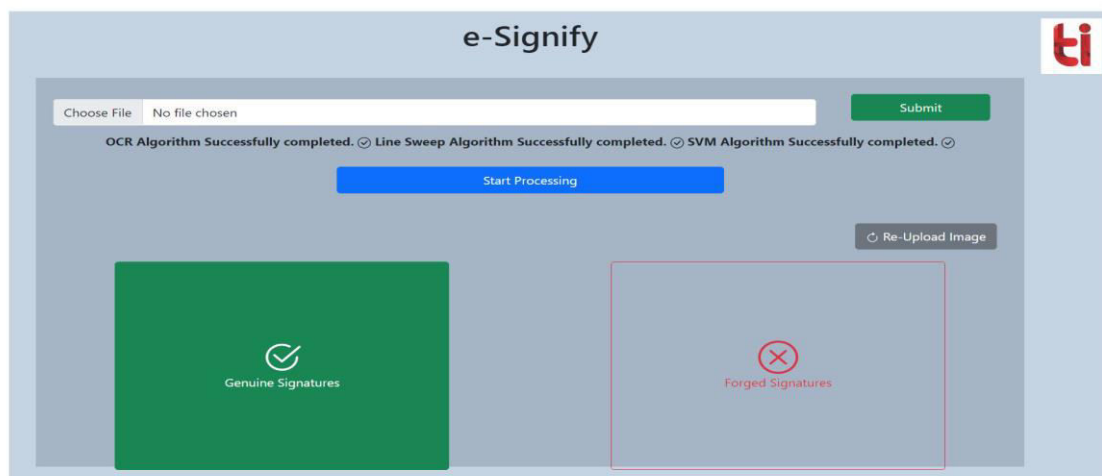 e-Signify
ti
Choose File No file chosen
Submit
OCR Algorithm Successfully completed. Line Sweep Algorithm Successfully completed. SVM Algorithm Successfully completed.
Start Processing
Re-Upload Image
Genuine Signatures
Forged Signatures